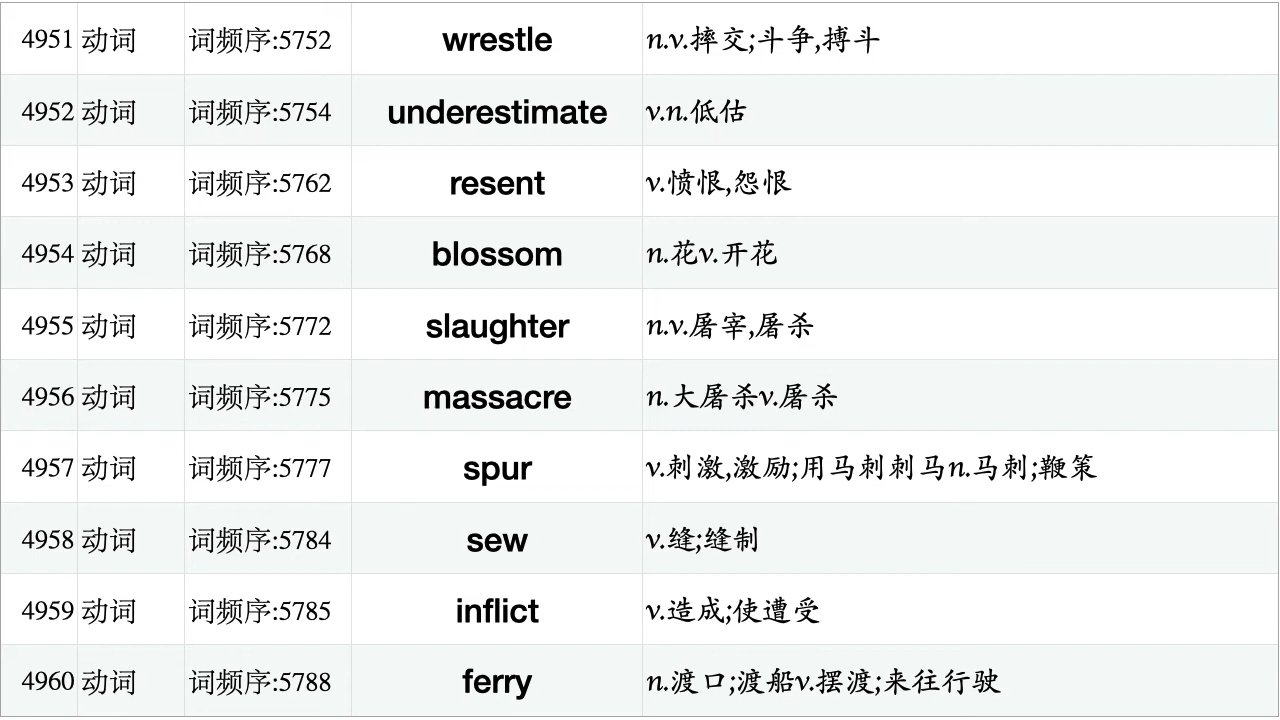 4951 动词 词频序:5752 wrestle n.v.摔交;斗争,搏斗
4952 动词 词频序:5754 underestimate v.n.低估
4953 动词 词频序:5762 resent v.愤恨,怨恨
4954 动词 词频序:5768 blossom n.花v.开花
4955 动词 词频序:5772 slaughter n.v.屠宰,屠杀
4956 动词 词频序:5775 massacre n.大屠杀v.屠杀
4957 动词 词频序:5777 spur v.刺激,激励;用马刺刺马n.马刺;鞭策
4958 动词 词频序:5784 sew v.缝;缝制
4959 动词 词频序:5785 inflict v.造成;使遭受
4960 动词 词频序:5788 ferry n.渡口;渡船v.摆渡;来往行驶